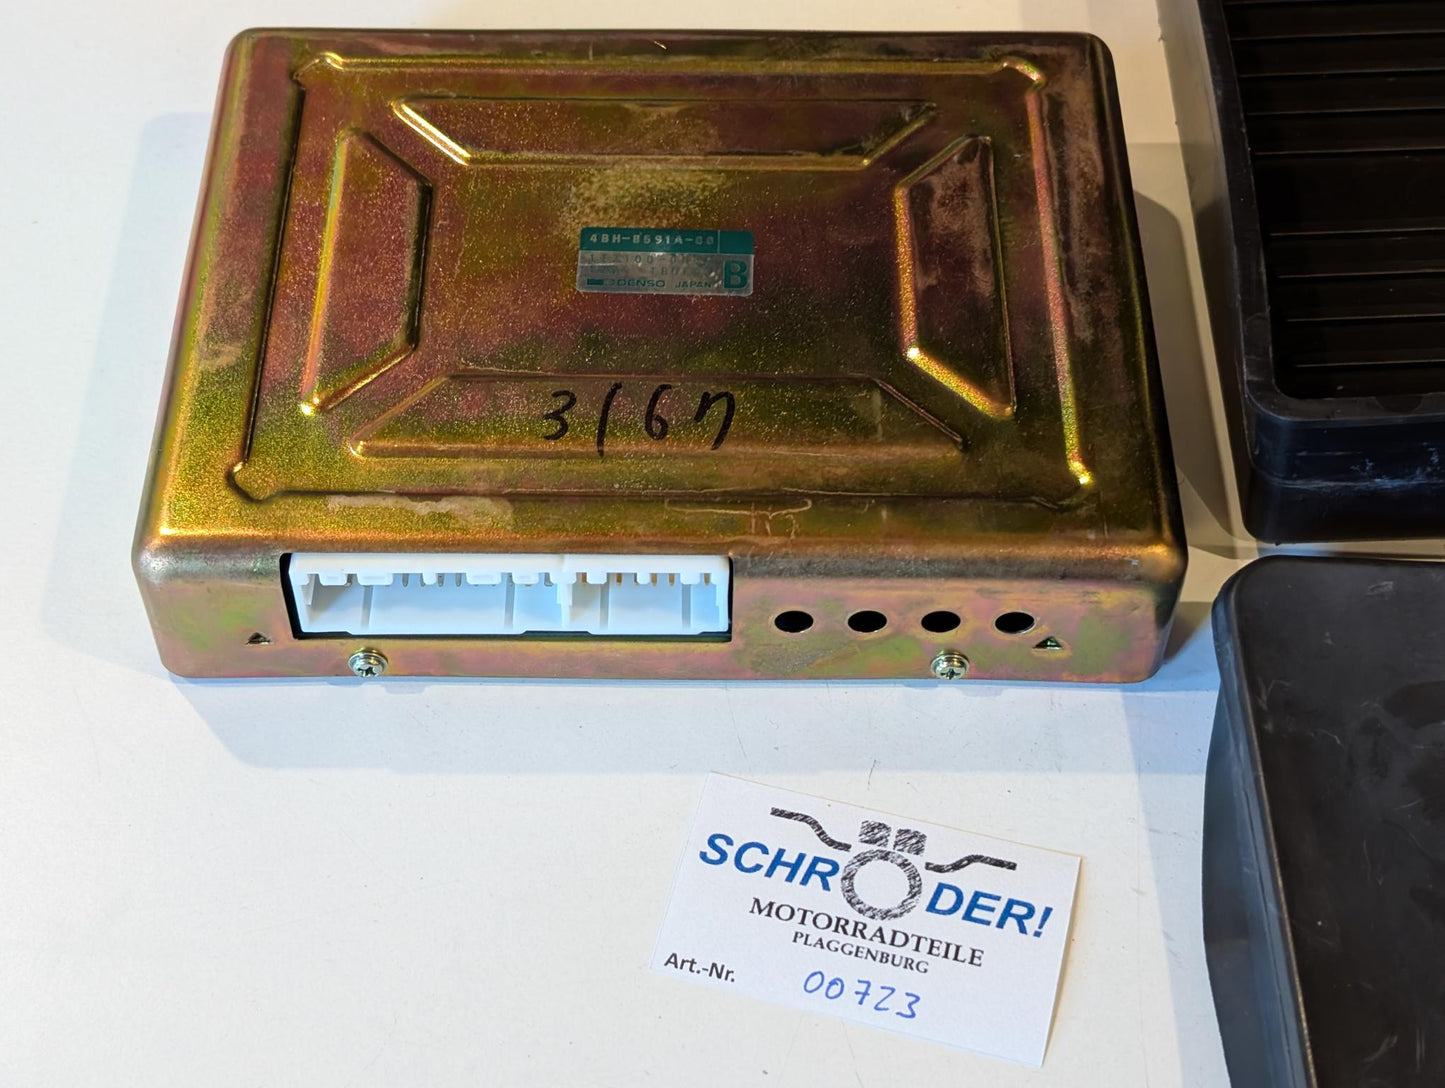 4BH-8591A-00
B
DENSO JAPAN
3167
SCHRÖDER!
MOTORRADTEILE
PLAGGENBURG
Art.-Nr. 00723